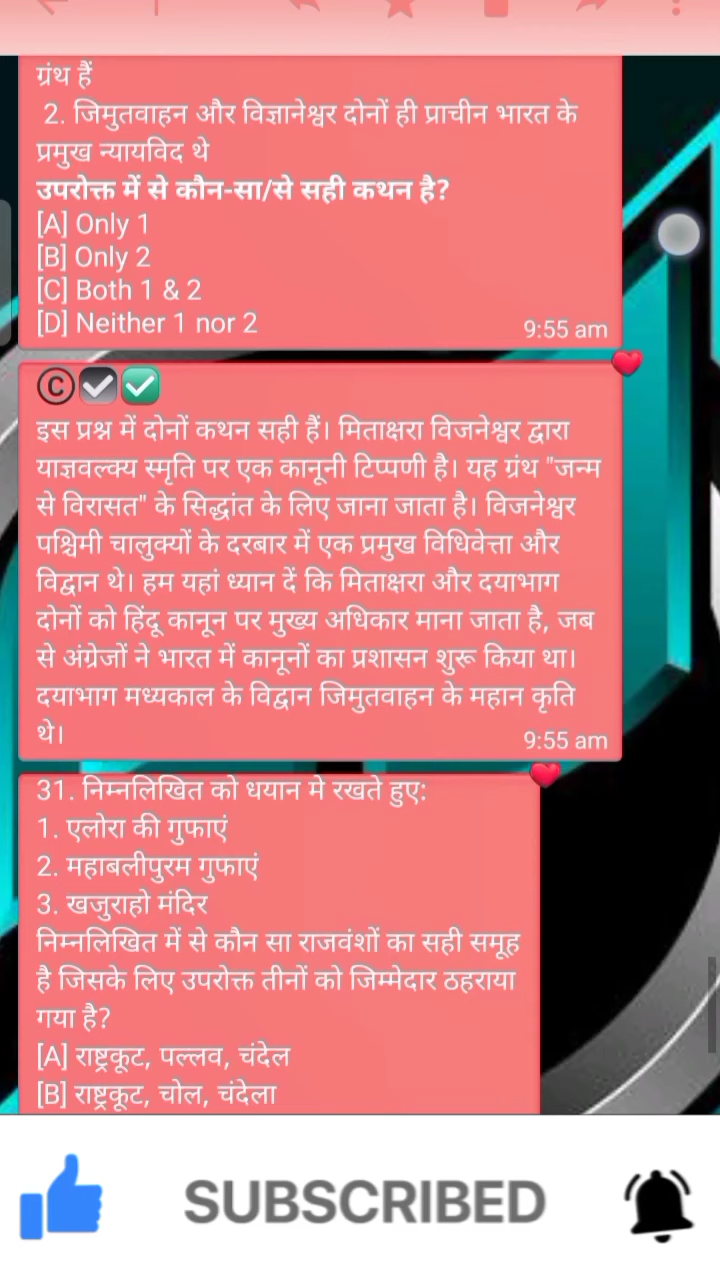 ग्रंथ हैं
2. जिमुतवाहन और विज्ञानेश्वर दोनों ही प्राचीन भारत के
प्रमुख न्यायविद थे
उपरोक्त में से कौन-सा/से सही कथन है?
[A] Only 1
[B] Only 2
[C] Both 1 & 2
[D] Neither 1 nor 2
9:55 am
©☑✅
इस प्रश्न में दोनों कथन सही हैं। मिताक्षरा विजनेश्वर द्वारा
याज्ञवल्क्य स्मृति पर एक कानूनी टिप्पणी है। यह ग्रंथ "जन्म
से विरासत" के सिद्धांत के लिए जाना जाता है। विजनेश्वर
पश्चिमी चालुक्यों के दरबार में एक प्रमुख विधिवेत्ता और
विद्वान थे। हम यहां ध्यान दें कि मिताक्षरा और दयाभाग
दोनों को हिंदू कानून पर मुख्य अधिकार माना जाता है, जब
से अंग्रेजों ने भारत में कानूनों का प्रशासन शुरू किया था।
दयाभाग मध्यकाल के विद्वान जिमुतवाहन के महान कृति
थे।
9:55 am
31. निम्नलिखित को धयान मे रखते हुए:
1. एलोरा की गुफाएं
2. महाबलीपुरम गुफाएं
3. खजुराहो मंदिर
निम्नलिखित में से कौन सा राजवंशों का सही समूह
है जिसके लिए उपरोक्त तीनों को जिम्मेदार ठहराया
गया है?
[A] राष्ट्रकूट, पल्लव, चंदेल
[B] राष्ट्रकूट, चोल, चंदेला
SUBSCRIBED